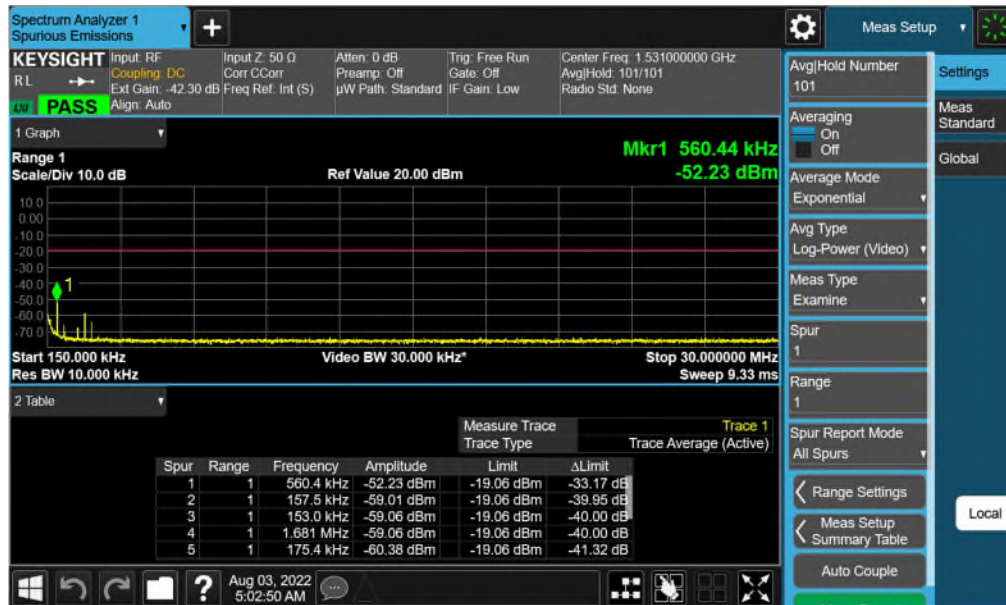 Spectrum Analyzer 1
Spurious Emissions
+
Meas Setup
KEYSIGHT
R L
PASS
Input: RF
Coupling: DC
Ext Gain: -42.30 dB
Align: Auto
Input Z: 50 Ω
Corr CCorr
Freq Ref: Int (S)
Atten: 0 dB
Preamp: Off
µW Path: Standard
Trig: Free Run
Gate: Off
IF Gain: Low
Center Freq: 1.531000000 GHz
Avg|Hold: 101/101
Radio Std: None
1 Graph
Range 1
Scale/Div 10.0 dB
Ref Value 20.00 dBm
Mkr1 560.44 kHz
-52.23 dBm
10.0
0.00
-10.0
-20.0
-30.0
-40.0
-50.0
-60.0
-70.0
1
Start 150.000 kHz
Video BW 30.000 kHz*
Stop 30.000000 MHz
Res BW 10.000 kHz
Sweep 9.33 ms
2 Table
Measure Trace Trace 1
Trace Type Trace Average (Active)
Spur Range Frequency Amplitude Limit ΔLimit
1 1 560.4 kHz -52.23 dBm -19.06 dBm -33.17 dB
2 1 157.5 kHz -59.01 dBm -19.06 dBm -39.95 dB
3 1 153.0 kHz -59.06 dBm -19.06 dBm -40.00 dB
4 1 1.681 MHz -59.06 dBm -19.06 dBm -40.00 dB
5 1 175.4 kHz -60.38 dBm -19.06 dBm -41.32 dB
?
Aug 03, 2022
5:02:50 AM
Avg|Hold Number
101
Averaging
On
Off
Average Mode
Exponential
Avg Type
Log-Power (Video)
Meas Type
Examine
Spur
1
Range
1
Spur Report Mode
All Spurs
Range Settings
Meas Setup
Summary Table
Auto Couple
Settings
Meas
Standard
Global
Local